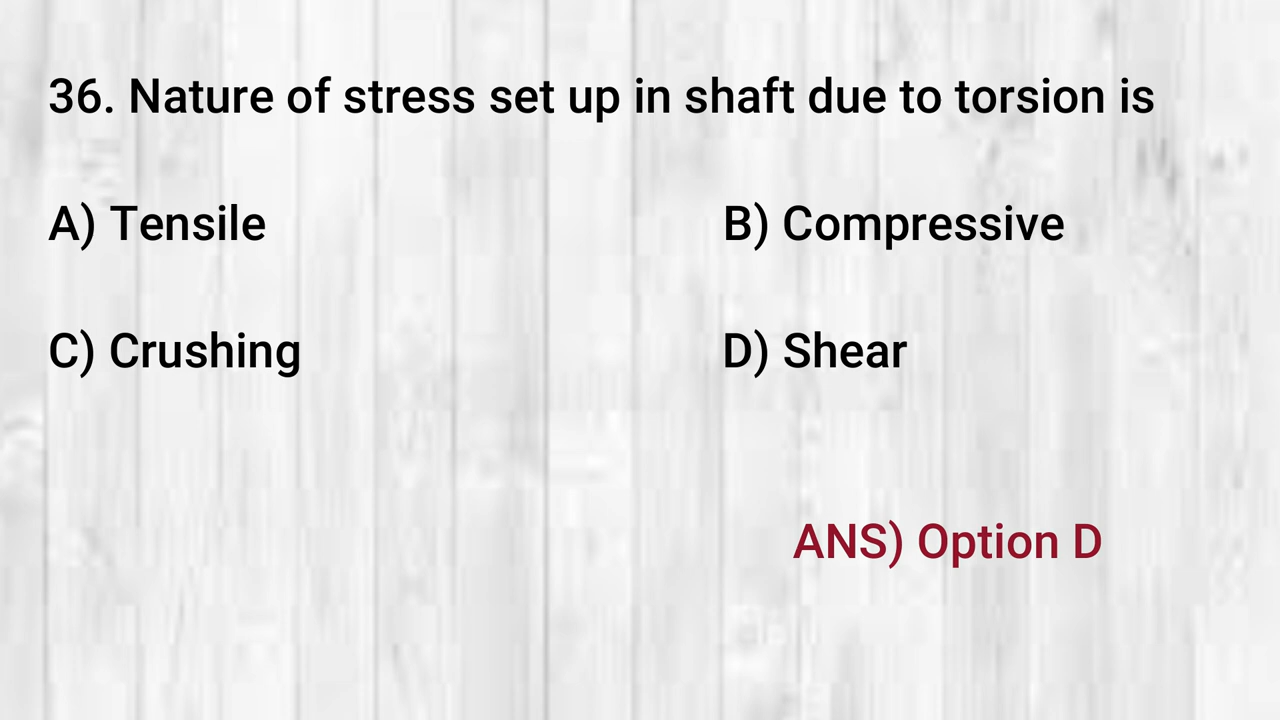 36. Nature of stress set up in shaft due to torsion is
A) Tensile B) Compressive
C) Crushing D) Shear
ANS) Option D